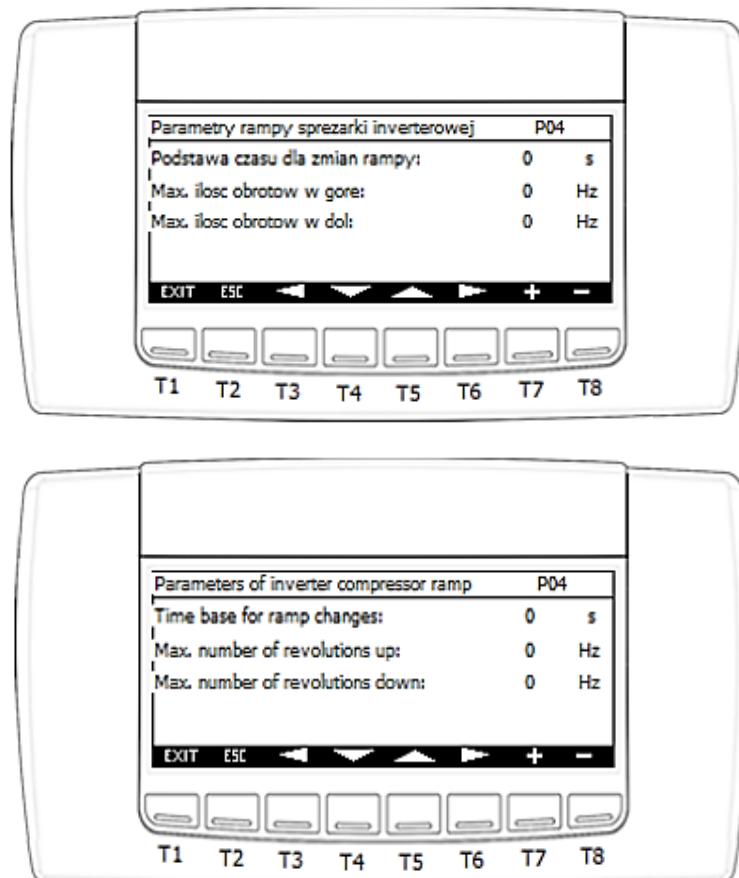 Parametry rampy sprezarki inverterowej P04
Podstawa czasu dla zmian rampy: 0 s
Max. ilosc obrotow w gore: 0 Hz
Max. ilosc obrotow w dol: 0 Hz
EXIT ESC + -
T1 T2 T3 T4 T5 T6 T7 T8
Parameters of inverter compressor ramp P04
Time base for ramp changes: 0 s
Max. number of revolutions up: 0 Hz
Max. number of revolutions down: 0 Hz
EXIT ESC + -
T1 T2 T3 T4 T5 T6 T7 T8